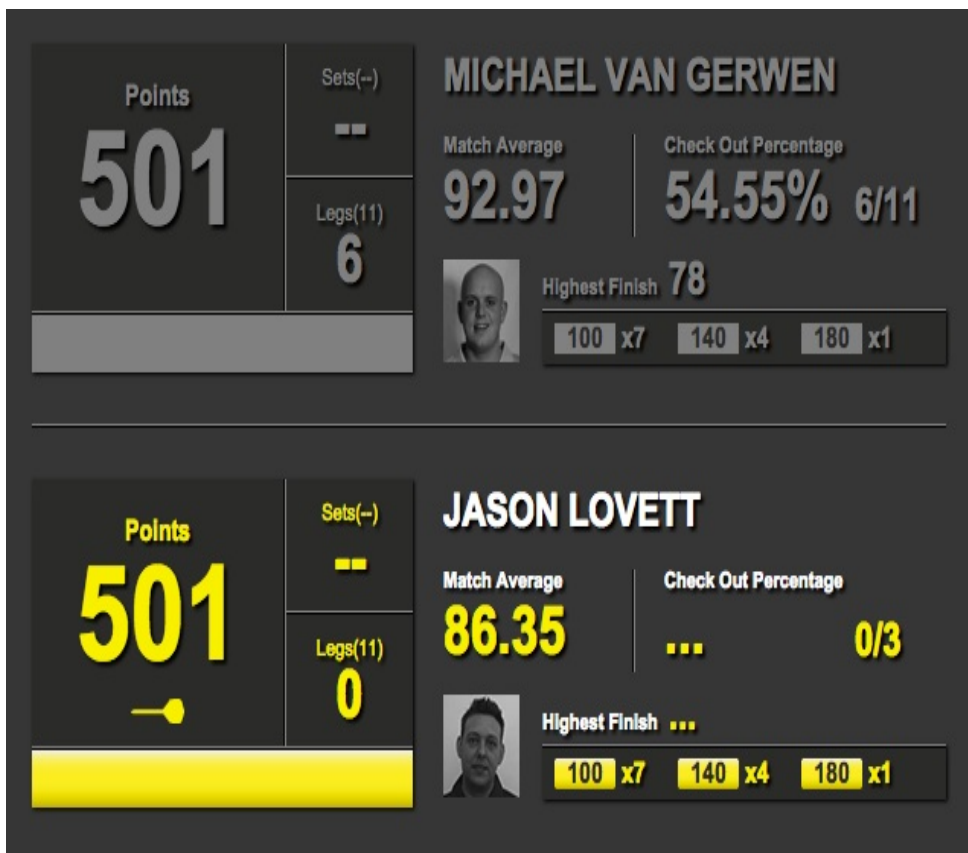 MICHAEL VAN GERWEN
Points
501
Sets(--)
--
Legs(11)
6
Match Average
92.97
Check Out Percentage
54.55% 6/11
Highest Finish 78
100 x7 140 x4 180 x1
JASON LOVETT
Points
501
Sets(--)
--
Legs(11)
0
Match Average
86.35
Check Out Percentage
... 0/3
Highest Finish ...
100 x7 140 x4 180 x1